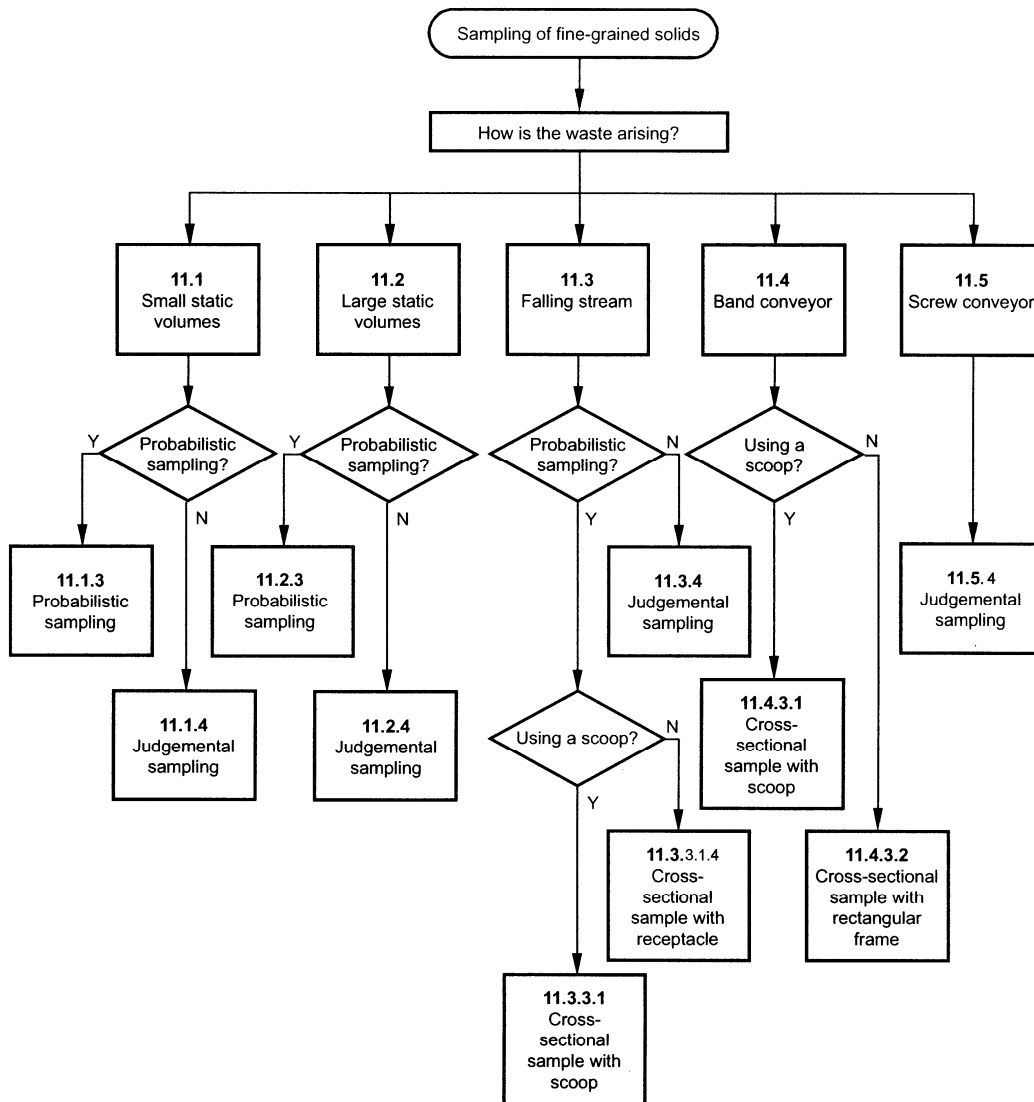 Sampling of fine-grained solids
How is the waste arising?
11.1
Small static
volumes
11.2
Large static
volumes
11.3
Falling stream
11.4
Band conveyor
11.5
Screw conveyor
Y
Probabilistic
sampling?
N
Y
Probabilistic
sampling?
N
Probabilistic
sampling?
N
Y
Using a
scoop?
N
Y
11.1.3
Probabilistic
sampling
11.2.3
Probabilistic
sampling
11.3.4
Judgemental
sampling
11.5.4
Judgemental
sampling
11.1.4
Judgemental
sampling
11.2.4
Judgemental
sampling
Using a scoop?
N
Y
11.4.3.1
Cross-
sectional
sample with
scoop
11.3.3.1.4
Cross-
sectional
sample with
receptacle
11.4.3.2
Cross-sectional
sample with
rectangular
frame
11.3.3.1
Cross-
sectional
sample with
scoop